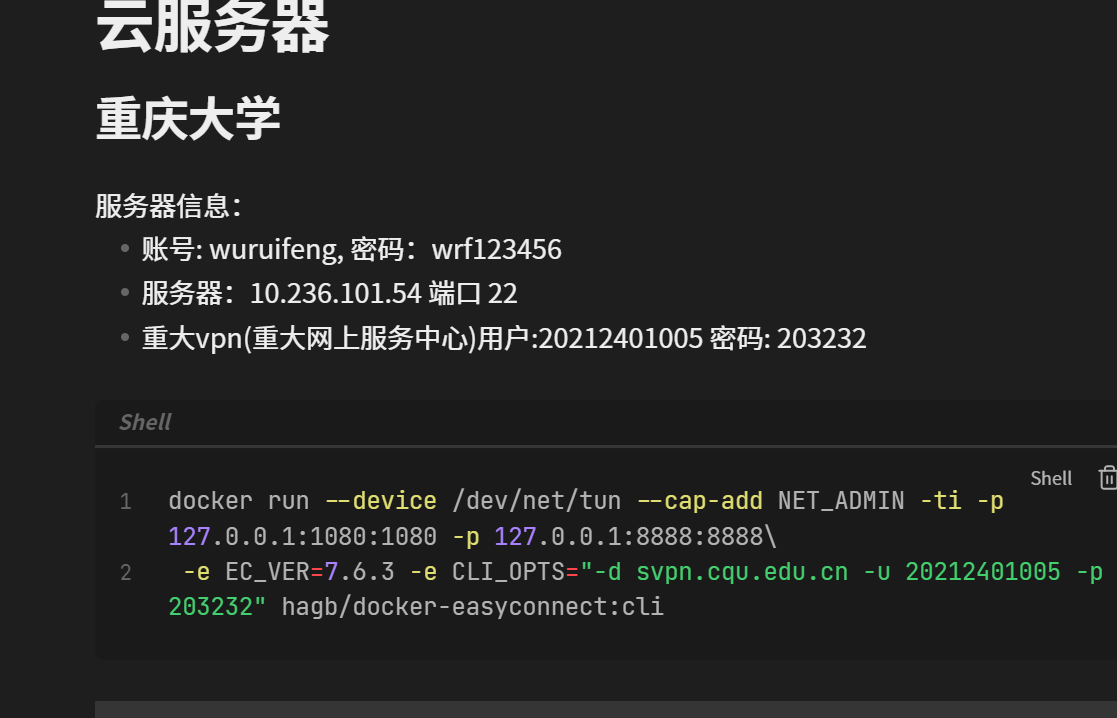 云服务器
重庆大学
服务器信息：
账号: wuruifeng, 密码：wrf123456
服务器：10.236.101.54 端口 22
重大vpn(重大网上服务中心)用户:20212401005 密码: 203232
Shell
Shell
1 docker run --device /dev/net/tun --cap-add NET_ADMIN -ti -p
127.0.0.1:1080:1080 -p 127.0.0.1:8888:8888\
2 -e EC_VER=7.6.3 -e CLI_OPTS="-d svpn.cqu.edu.cn -u 20212401005 -p
203232" hagb/docker-easyconnect:cli